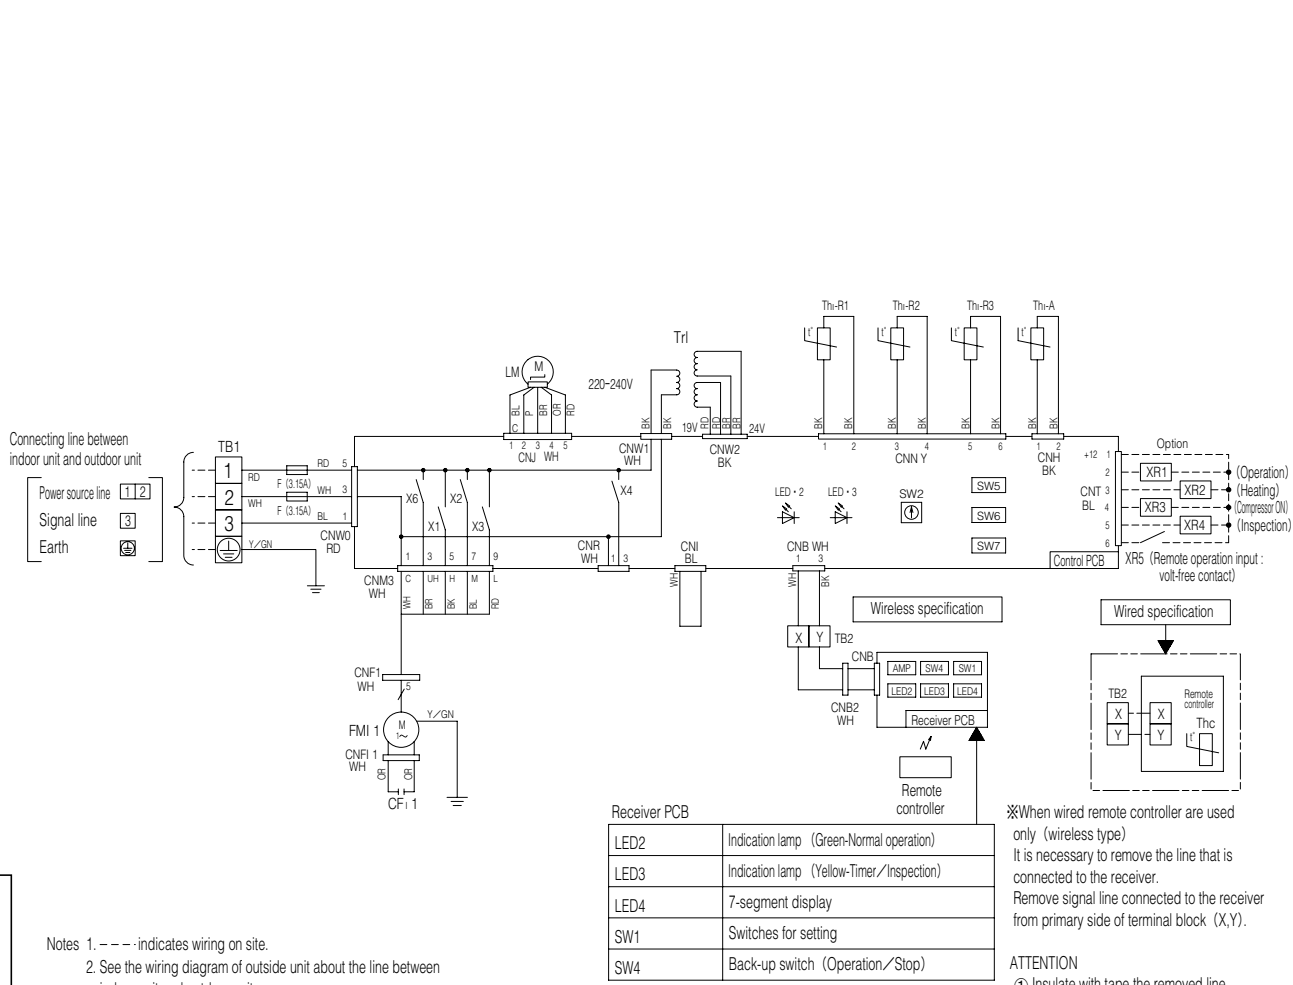 Thı-R1
Thı-R2
Thı-R3
Thı-A
t°
t°
t°
t°
BK
BK
BK
BK
BK
BK
BK
BK
TrI
220-240V
LM
M
BL
P
BR
OR
RD
C
1 2 3 4 5
CNJ WH
BK
BK
CNW1
WH
19V
RD
RD
BR
BR
24V
CNW2
BK
1 2 3 4 5 6
CNN Y
1 2
CNH
BK
Connecting line between
indoor unit and outdoor unit
Power source line 1 2
Signal line 3
Earth
TB1
1
2
3
RD
WH
Y/GN
F (3.15A)
F (3.15A)
RD 5
WH 3
BL 1
CNW0
RD
X6
X1
X2
X3
X4
LED・2
LED・3
SW2
SW5
SW6
SW7
+12
1
2
3
4
5
6
CNT
BL
Option
XR1
XR2
XR3
XR4
(Operation)
(Heating)
(Compressor ON)
(Inspection)
XR5 (Remote operation input :
volt-free contact)
Control PCB
CNM3
WH
1 3 5 7 9
C UH H M L
WH
BR
BK
BL
RD
CNR
WH
1 3
CNI
BL
WH
CNB WH
1 3
WH
BK
Wireless specification
X Y TB2
CNB
AMP SW4 SW1
LED2 LED3 LED4
Receiver PCB
CNB2
WH
Remote
controller
Wired specification
TB2
X
Y
X
Y
Remote
controller
Thc
t°
CNF1
WH
5
FMI 1
M
1~
Y/GN
CNFI 1
WH
OR
OR
CFı 1
Receiver PCB
LED2 Indication lamp (Green-Normal operation)
LED3 Indication lamp (Yellow-Timer/Inspection)
LED4 7-segment display
SW1 Switches for setting
SW4 Back-up switch (Operation/Stop)
※When wired remote controller are used
only (wireless type)
It is necessary to remove the line that is
connected to the receiver.
Remove signal line connected to the receiver
from primary side of terminal block (X,Y).
ATTENTION
① Insulate with tape the removed line
Notes 1. – – – · indicates wiring on site.
2. See the wiring diagram of outside unit about the line between